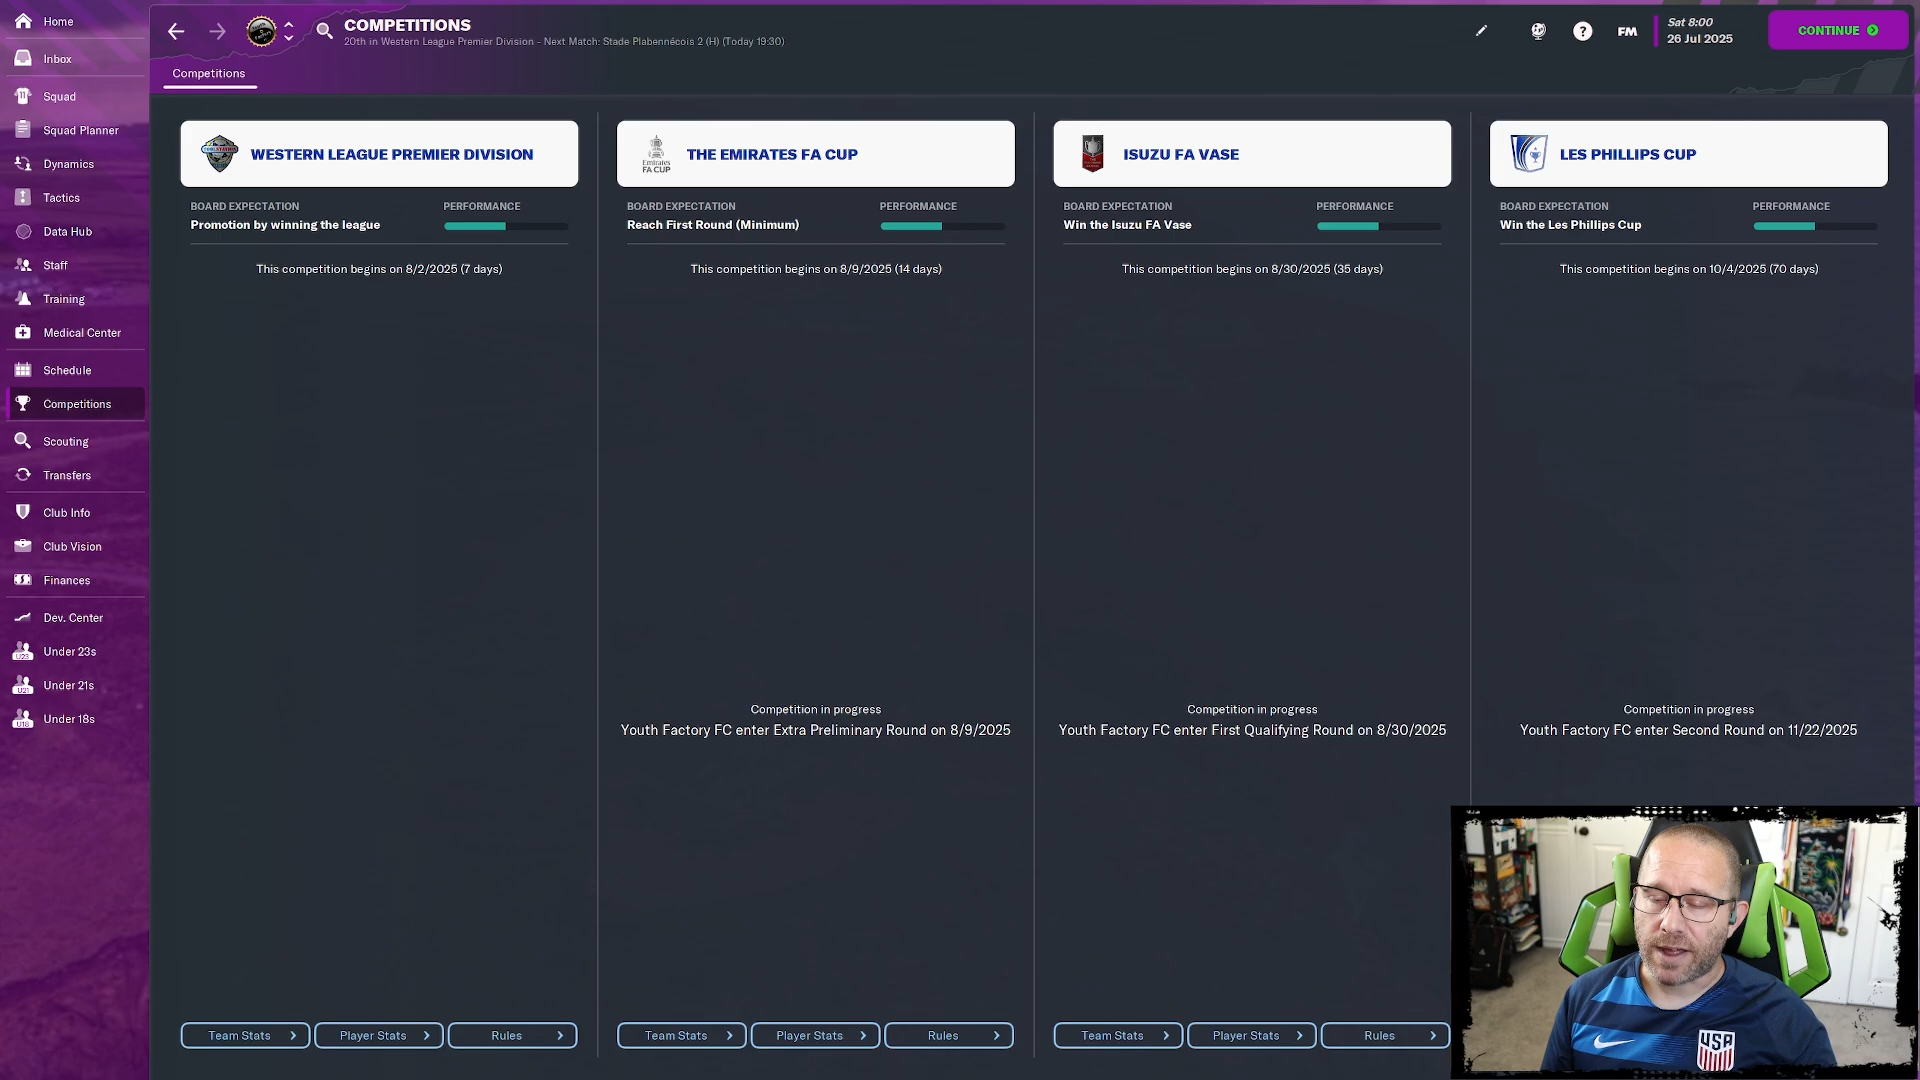 Home
Inbox
Squad
Squad Planner
Dynamics
Tactics
Data Hub
Staff
Training
Medical Center
Schedule
Competitions
Scouting
Transfers
Club Info
Club Vision
Finances
Dev. Center
Under 23s
Under 21s
Under 18s
COMPETITIONS
20th in Western League Premier Division - Next Match: Stade Plabennécois 2 (H) (Today 19:30)
FM
Sat 8:00
26 Jul 2025
CONTINUE
Competitions
WESTERN LEAGUE PREMIER DIVISION
BOARD EXPECTATION
PERFORMANCE
Promotion by winning the league
This competition begins on 8/2/2025 (7 days)
Team Stats
Player Stats
Rules
Emirates
FA CUP
THE EMIRATES FA CUP
BOARD EXPECTATION
PERFORMANCE
Reach First Round (Minimum)
This competition begins on 8/9/2025 (14 days)
Competition in progress
Youth Factory FC enter Extra Preliminary Round on 8/9/2025
Team Stats
Player Stats
Rules
ISUZU FA VASE
BOARD EXPECTATION
PERFORMANCE
Win the Isuzu FA Vase
This competition begins on 8/30/2025 (35 days)
Competition in progress
Youth Factory FC enter First Qualifying Round on 8/30/2025
Team Stats
Player Stats
Rules
LES PHILLIPS CUP
BOARD EXPECTATION
PERFORMANCE
Win the Les Phillips Cup
This competition begins on 10/4/2025 (70 days)
Competition in progress
Youth Factory FC enter Second Round on 11/22/2025
USA